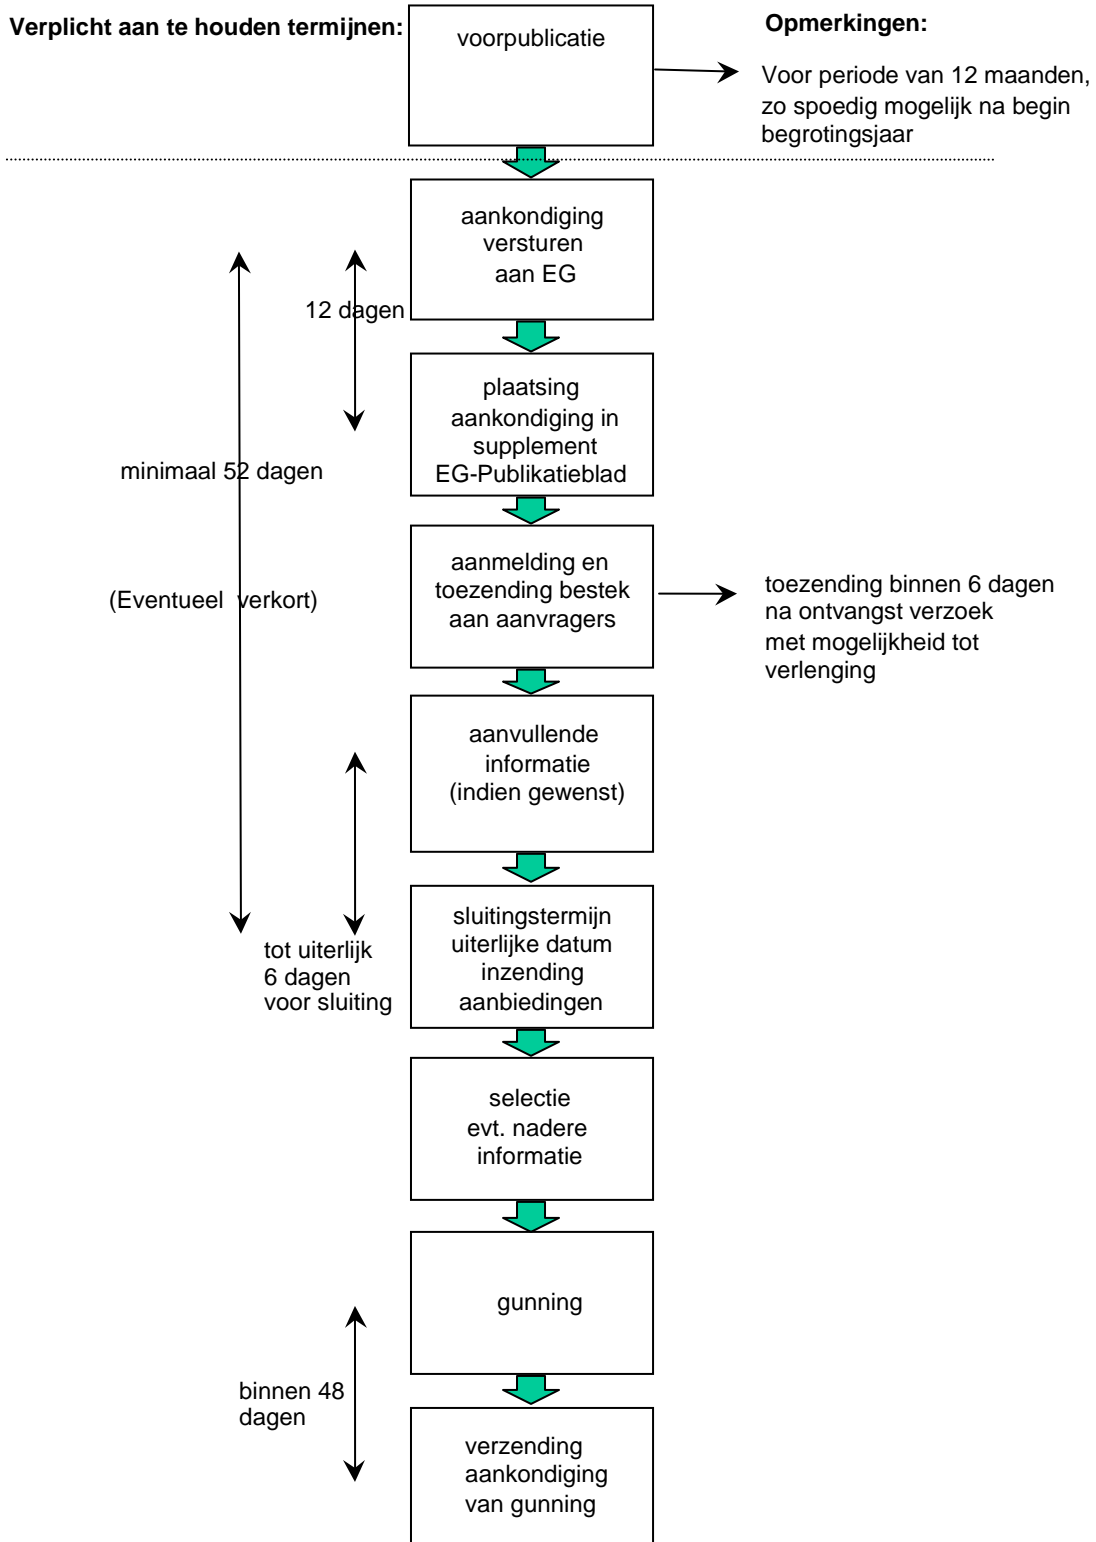 Verplicht aan te houden termijnen:
voorpublicatie
Opmerkingen:
Voor periode van 12 maanden,
zo spoedig mogelijk na begin
begrotingsjaar
aankondiging
versturen
aan EG
12 dagen
plaatsing
aankondiging in
supplement
EG-Publikatieblad
minimaal 52 dagen
(Eventueel verkort)
aanmelding en
toezending bestek
aan aanvragers
toezending binnen 6 dagen
na ontvangst verzoek
met mogelijkheid tot
verlenging
aanvullende
informatie
(indien gewenst)
sluitingstermijn
uiterlijke datum
inzending
aanbiedingen
tot uiterlijk
6 dagen
voor sluiting
selectie
evt. nadere
informatie
gunning
binnen 48
dagen
verzending
aankondiging
van gunning